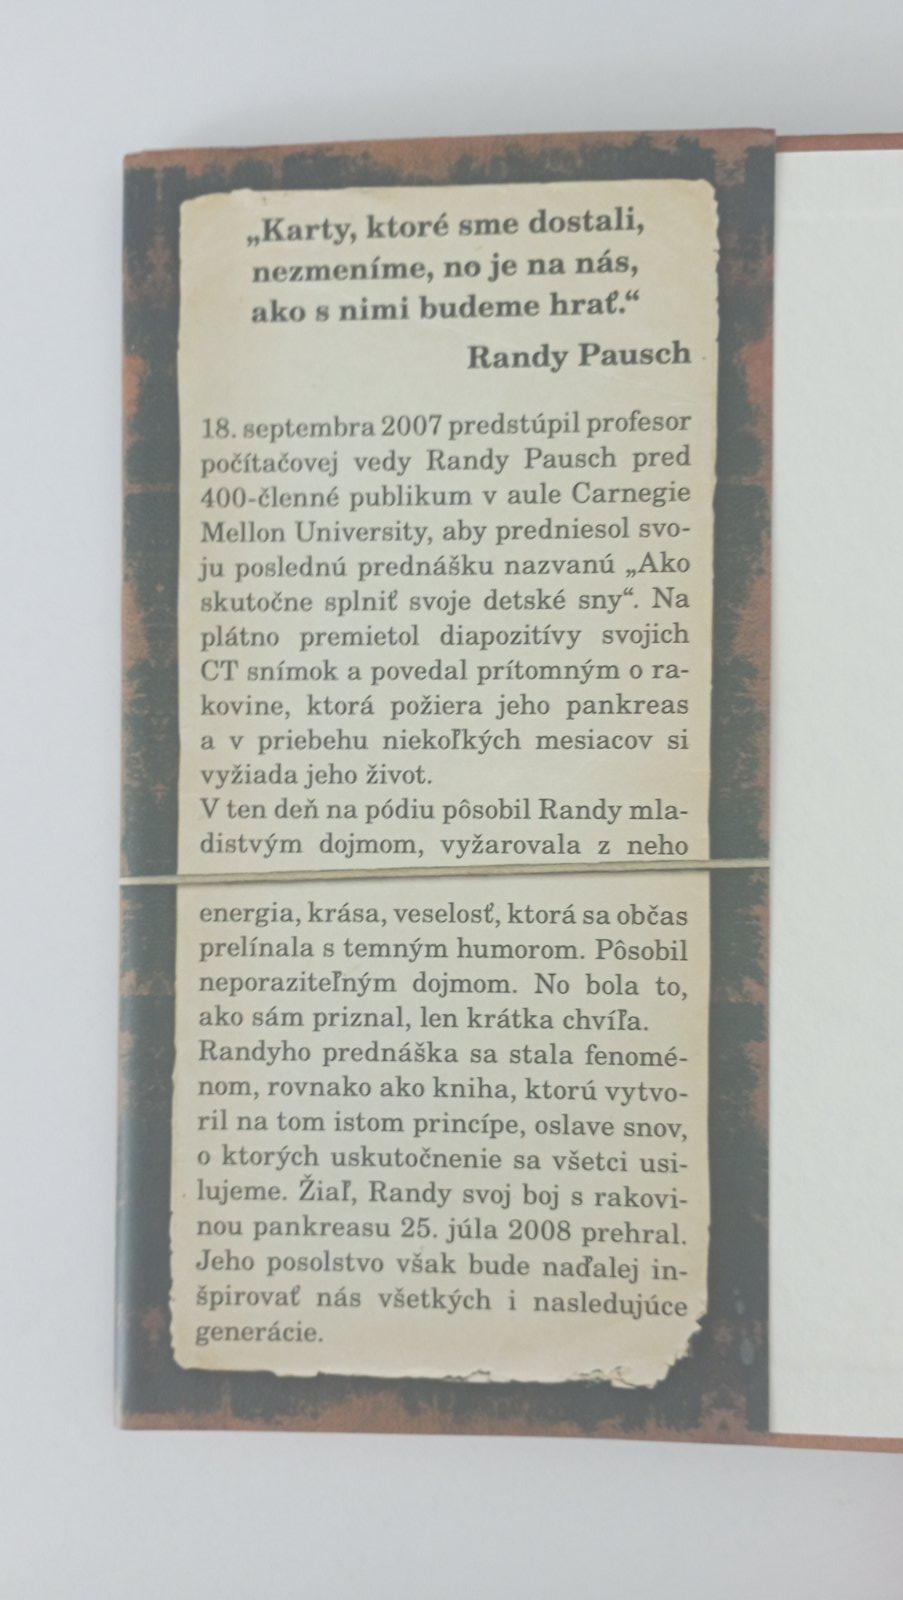 „Karty, ktoré sme dostali,
nezmeníme, no je na nás,
ako s nimi budeme hrať.“
Randy Pausch
18. septembra 2007 predstúpil profesor
počítačovej vedy Randy Pausch pred
400-členné publikum v aule Carnegie
Mellon University, aby predniesol svo-
ju poslednú prednášku nazvanú „Ako
skutočne splniť svoje detské sny“. Na
plátno premietol diapozitívy svojich
CT snímok a povedal prítomným o ra-
kovine, ktorá požiera jeho pankreas
a v priebehu niekoľkých mesiacov si
vyžiada jeho život.
V ten deň na pódiu pôsobil Randy mla-
distvým dojmom, vyžarovala z neho
energia, krása, veselosť, ktorá sa občas
prelínala s temným humorom. Pôsobil
neporaziteľným dojmom. No bola to,
ako sám priznal, len krátka chvíľa.
Randyho prednáška sa stala fenomé-
nom, rovnako ako kniha, ktorú vytvo-
ril na tom istom princípe, oslave snov,
o ktorých uskutočnenie sa všetci usi-
lujeme. Žiaľ, Randy svoj boj s rakovi-
nou pankreasu 25. júla 2008 prehral.
Jeho posolstvo však bude naďalej in-
špirovať nás všetkých i nasledujúce
generácie.